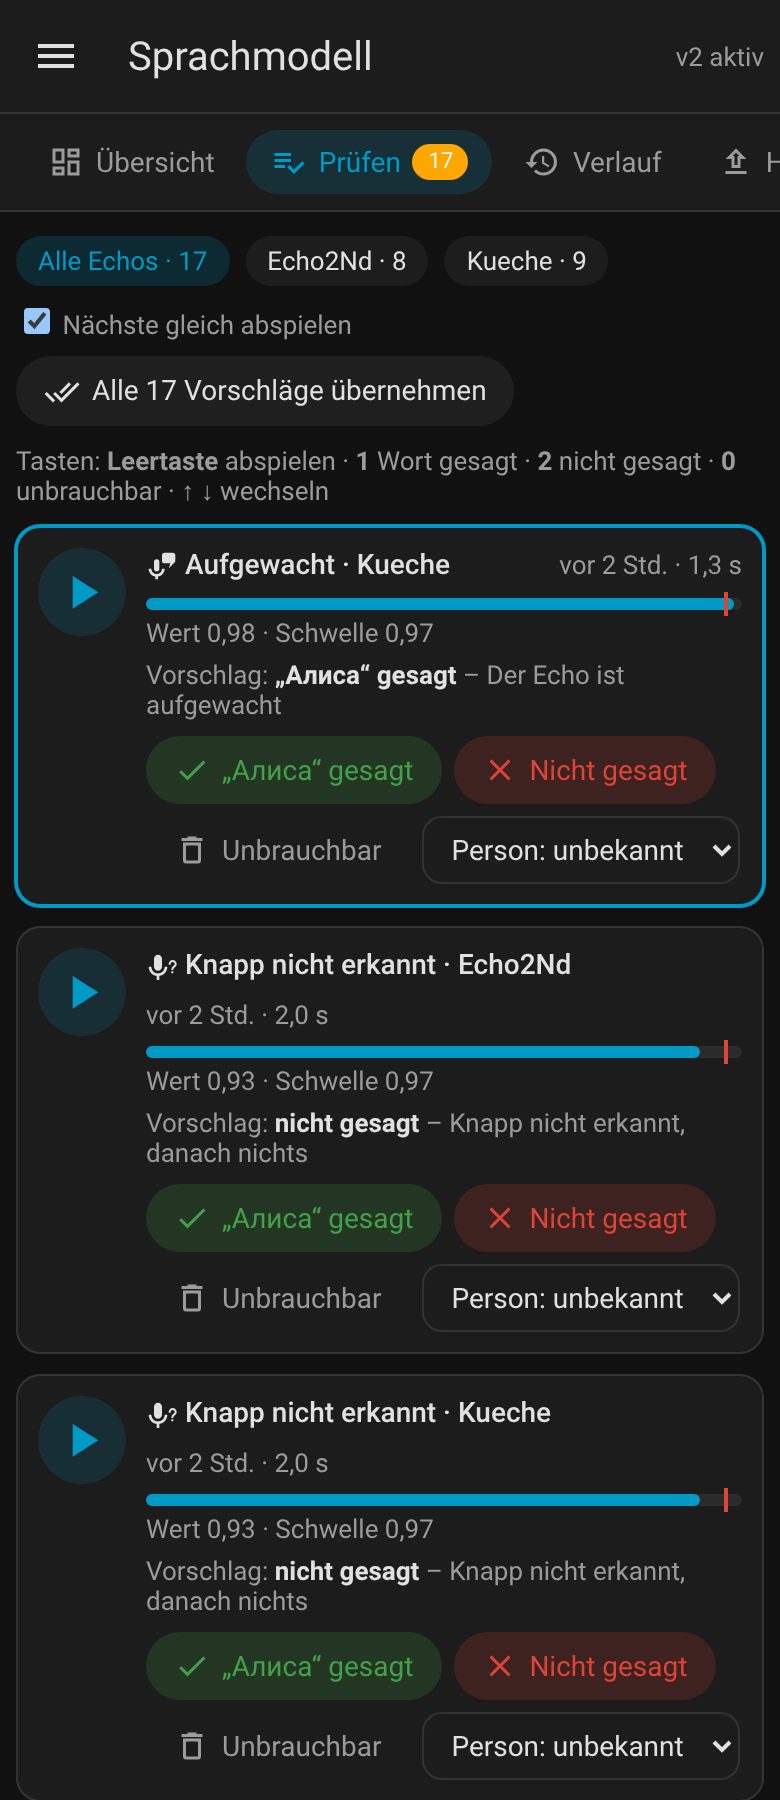 Sprachmodell
v2 aktiv
Übersicht
Prüfen 17
Verlauf
Alle Echos · 17
Echo2Nd · 8
Kueche · 9
Nächste gleich abspielen
Alle 17 Vorschläge übernehmen
Tasten: Leertaste abspielen · 1 Wort gesagt · 2 nicht gesagt · 0
unbrauchbar · ↑ ↓ wechseln
Aufgewacht · Kueche
vor 2 Std. · 1,3 s
Wert 0,98 · Schwelle 0,97
Vorschlag: „Алиса“ gesagt – Der Echo ist
aufgewacht
„Алиса“ gesagt
Nicht gesagt
Unbrauchbar
Person: unbekannt
Knapp nicht erkannt · Echo2Nd
vor 2 Std. · 2,0 s
Wert 0,93 · Schwelle 0,97
Vorschlag: nicht gesagt – Knapp nicht erkannt,
danach nichts
„Алиса“ gesagt
Nicht gesagt
Unbrauchbar
Person: unbekannt
Knapp nicht erkannt · Kueche
vor 2 Std. · 2,0 s
Wert 0,93 · Schwelle 0,97
Vorschlag: nicht gesagt – Knapp nicht erkannt,
danach nichts
„Алиса“ gesagt
Nicht gesagt
Unbrauchbar
Person: unbekannt